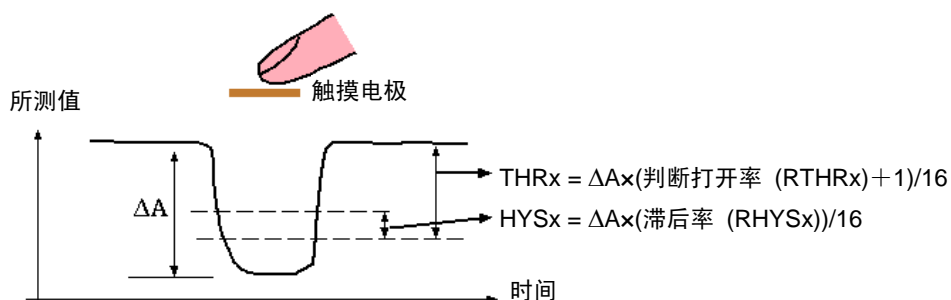 触摸电极
所测值
THRx = ΔA×(判断打开率 (RTHRx)＋1)/16
ΔA
HYSx = ΔA×(滞后率 (RHYSx))/16
时间